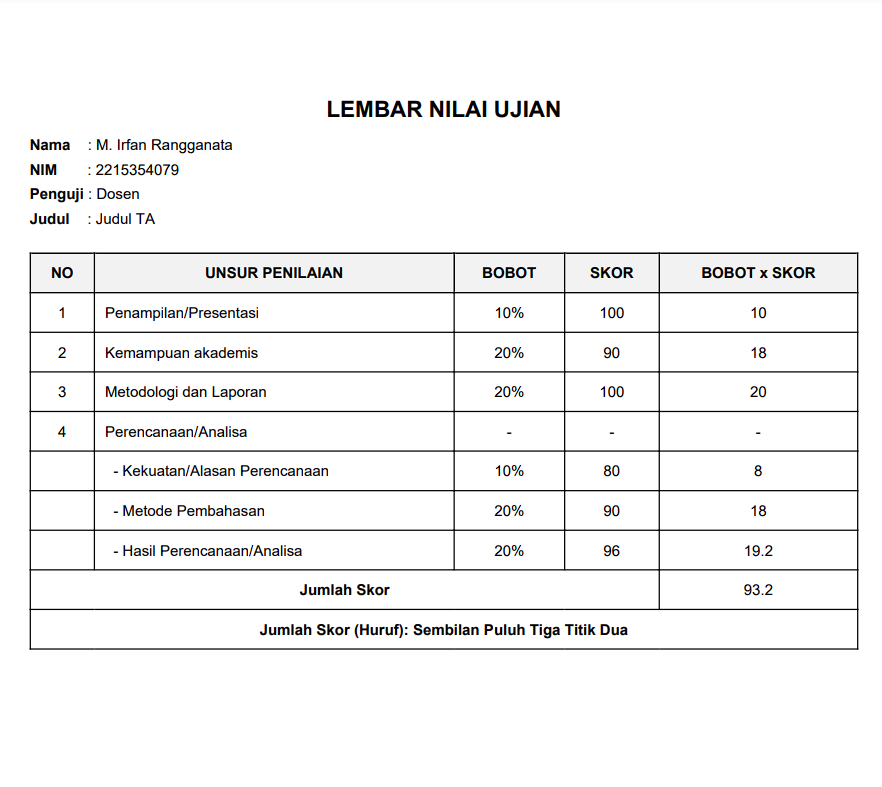 LEMBAR NILAI UJIAN
Nama : M. Irfan Rangganata
NIM : 2215354079
Penguji : Dosen
Judul : Judul TA
NO UNSUR PENILAIAN BOBOT SKOR BOBOT x SKOR
1 Penampilan/Presentasi 10% 100 10
2 Kemampuan akademis 20% 90 18
3 Metodologi dan Laporan 20% 100 20
4 Perencanaan/Analisa - - -
- Kekuatan/Alasan Perencanaan 10% 80 8
- Metode Pembahasan 20% 90 18
- Hasil Perencanaan/Analisa 20% 96 19.2
Jumlah Skor 93.2
Jumlah Skor (Huruf): Sembilan Puluh Tiga Titik Dua